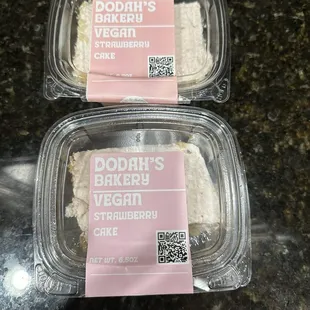 DODAH'S
BAKERY
VEGAN
STRAWBERRY
CAKE
DODAH'S
BAKERY
VEGAN
STRAWBERRY
CAKE
NET WT. 6.5OZ